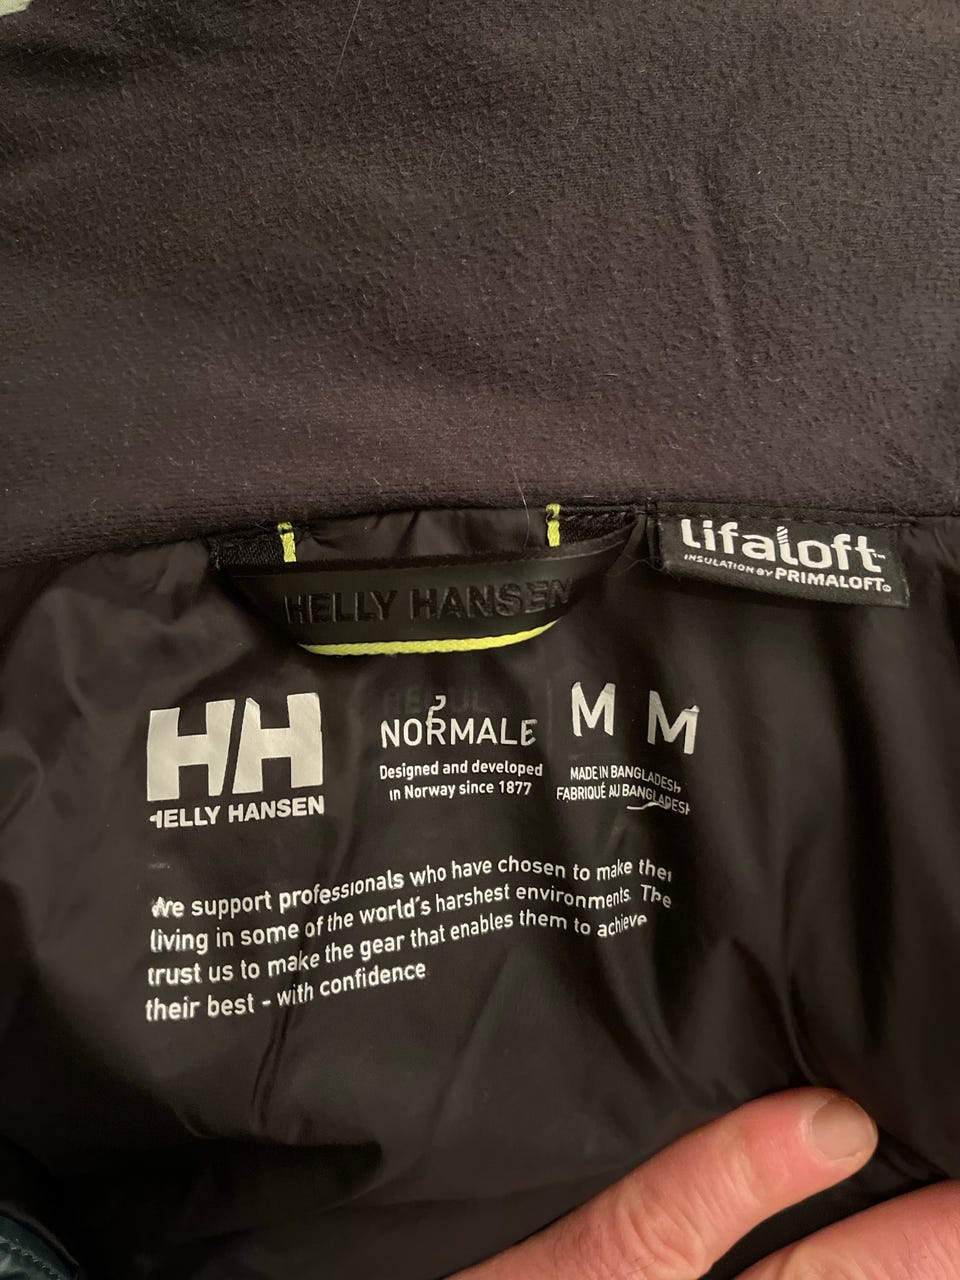 lifaloft™
INSULATION BY PRIMALOFT®
HELLY HANSEN
HH
HELLY HANSEN
NORMALE
Designed and developed
in Norway since 1877
M M
MADE IN BANGLADESH
FABRIQUÉ AU BANGLADESH
We support professionals who have chosen to make their
living in some of the world's harshest environments. The
trust us to make the gear that enables them to achieve
their best - with confidence